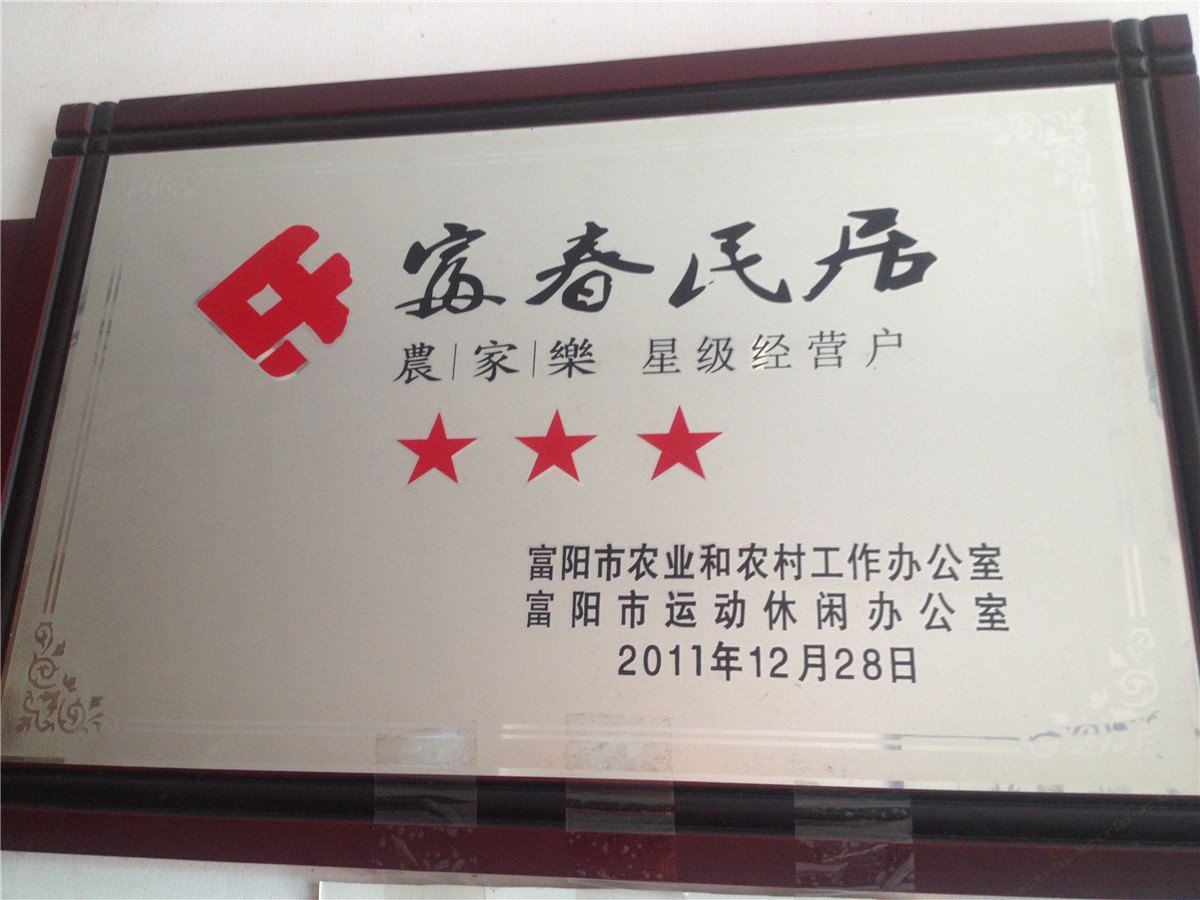 富春民居
農|家|樂 星级经营户
富阳市农业和农村工作办公室
富阳市运动休闲办公室
2011年12月28日